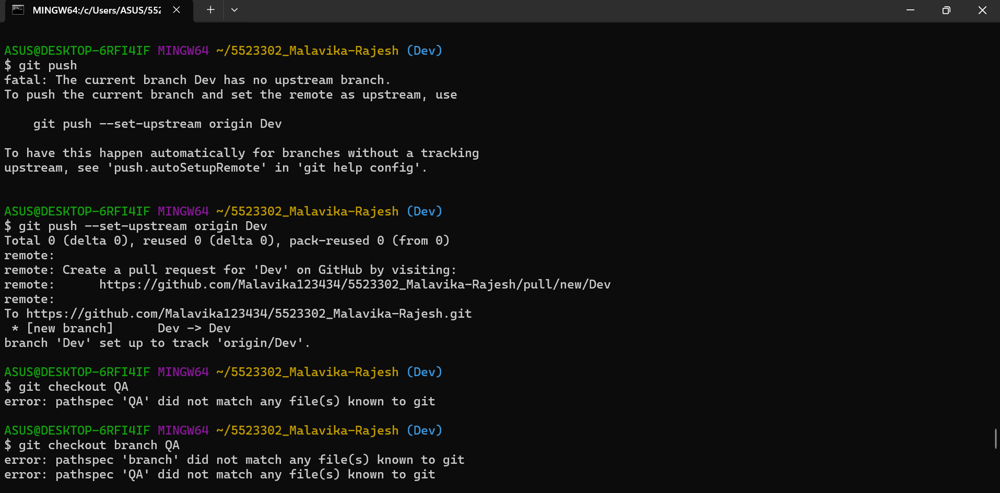 MINGW64:/c/Users/ASUS/552
ASUS@DESKTOP-6RFI4IF MINGW64 ~/5523302_Malavika-Rajesh (Dev)
$ git push
fatal: The current branch Dev has no upstream branch.
To push the current branch and set the remote as upstream, use
    git push --set-upstream origin Dev
To have this happen automatically for branches without a tracking
upstream, see 'push.autoSetupRemote' in 'git help config'.
ASUS@DESKTOP-6RFI4IF MINGW64 ~/5523302_Malavika-Rajesh (Dev)
$ git push --set-upstream origin Dev
Total 0 (delta 0), reused 0 (delta 0), pack-reused 0 (from 0)
remote:
remote: Create a pull request for 'Dev' on GitHub by visiting:
remote:      https://github.com/Malavika123434/5523302_Malavika-Rajesh/pull/new/Dev
remote:
To https://github.com/Malavika123434/5523302_Malavika-Rajesh.git
 * [new branch]      Dev -> Dev
branch 'Dev' set up to track 'origin/Dev'.
ASUS@DESKTOP-6RFI4IF MINGW64 ~/5523302_Malavika-Rajesh (Dev)
$ git checkout QA
error: pathspec 'QA' did not match any file(s) known to git
ASUS@DESKTOP-6RFI4IF MINGW64 ~/5523302_Malavika-Rajesh (Dev)
$ git checkout branch QA
error: pathspec 'branch' did not match any file(s) known to git
error: pathspec 'QA' did not match any file(s) known to git